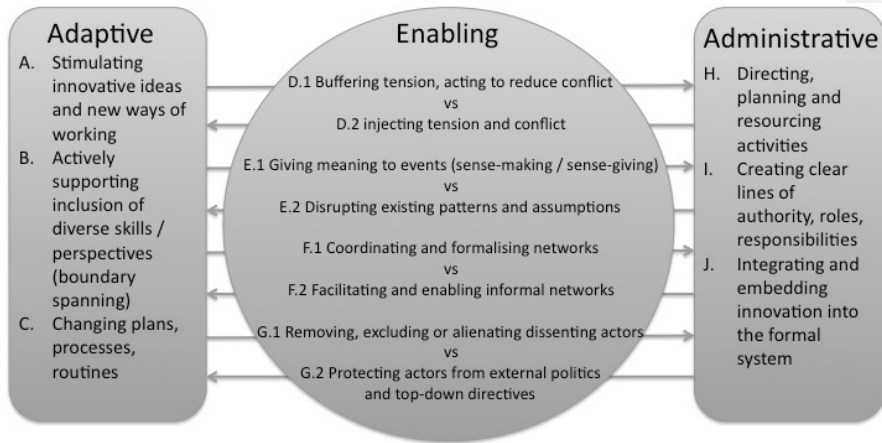 Adaptive
A. Stimulating
innovative ideas
and new ways of
working
B. Actively
supporting
inclusion of
diverse skills /
perspectives
(boundary
spanning)
C. Changing plans,
processes,
routines
Enabling
D.1 Buffering tension, acting to reduce conflict
vs
D.2 injecting tension and conflict
E.1 Giving meaning to events (sense-making / sense-giving)
vs
E.2 Disrupting existing patterns and assumptions
F.1 Coordinating and formalising networks
vs
F.2 Facilitating and enabling informal networks
G.1 Removing, excluding or alienating dissenting actors
vs
G.2 Protecting actors from external politics
and top-down directives
Administrative
H. Directing,
planning and
resourcing
activities
I. Creating clear
lines of
authority, roles,
responsibilities
J. Integrating and
embedding
innovation into
the formal
system